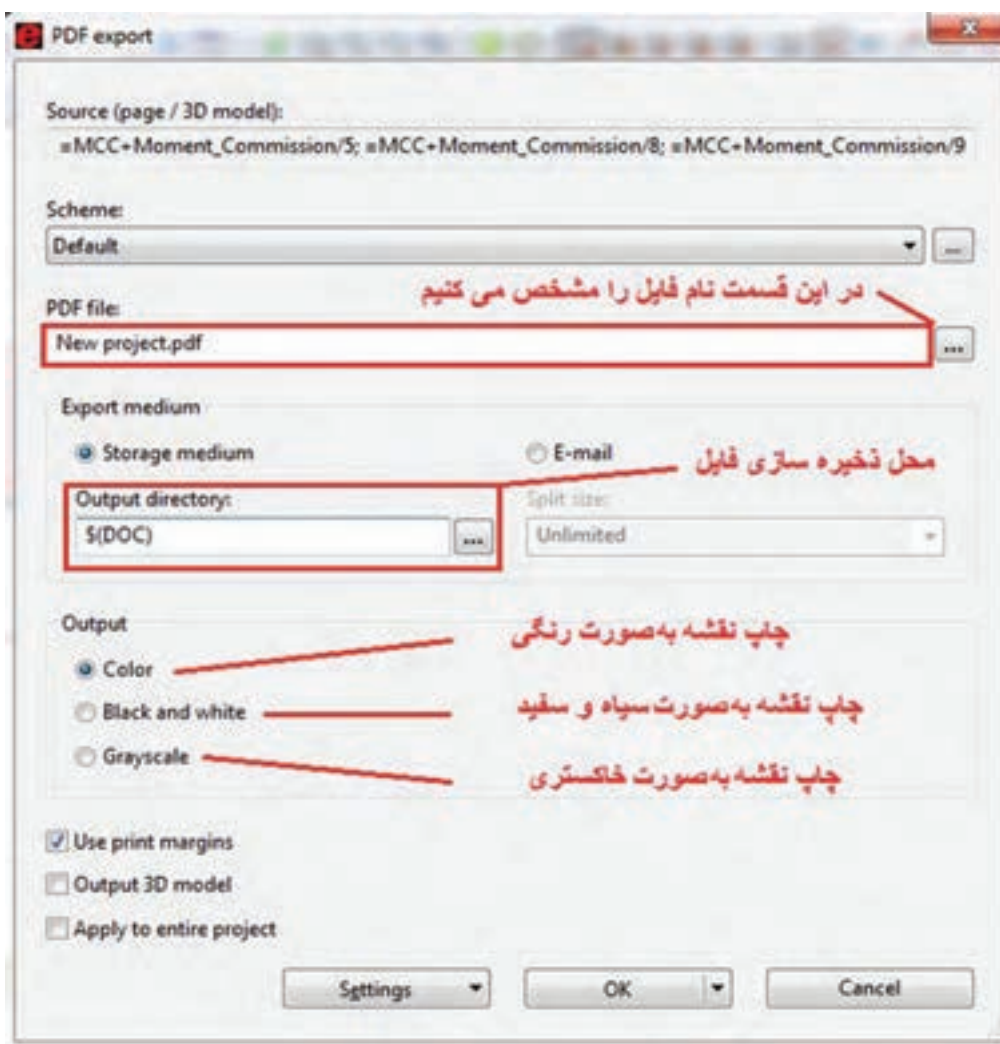 PDF export
Source (page / 3D model):
=MCC+Moment_Commission/5; =MCC+Moment_Commission/8; =MCC+Moment_Commission/9
Scheme:
Default
...
در این قسمت نام فایل را مشخص می کنیم
PDF file:
New project.pdf
...
Export medium
Storage medium
E-mail
محل ذخیره سازی فایل
Output directory:
Split size:
$(DOC)
...
Unlimited
Output
چاپ نقشه به‌صورت رنگی
Color
چاپ نقشه به‌صورت سیاه و سفید
Black and white
Grayscale
چاپ نقشه به‌صورت خاکستری
Use print margins
Output 3D model
Apply to entire project
Settings
OK
Cancel